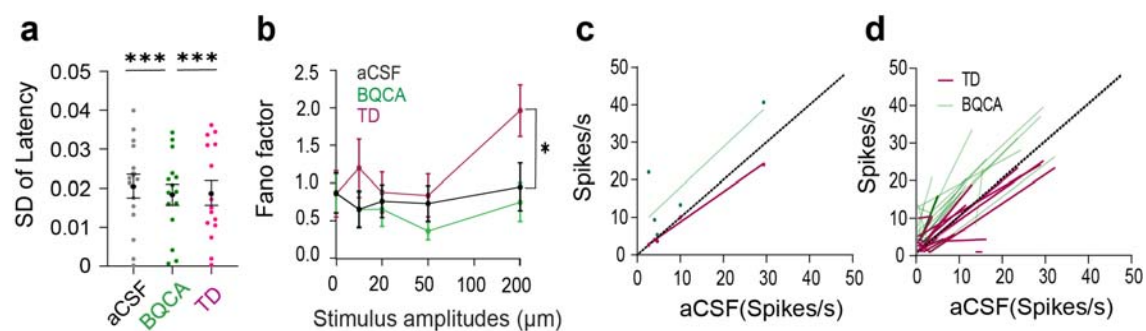 a
*** ***
SD of Latency
0.05
0.04
0.03
0.02
0.01
0
aCSF
BQCA
TD
b
Fano factor
2.5
2.0
1.5
1.0
0.5
0.0
aCSF
BQCA
TD
*
0 20 50 200
Stimulus amplitudes (μm)
c
Spikes/s
50
40
30
20
10
0
0 10 20 30 40 50
aCSF(Spikes/s)
d
Spikes/s
50
40
30
20
10
0
TD
BQCA
0 10 20 30 40 50
aCSF(Spikes/s)